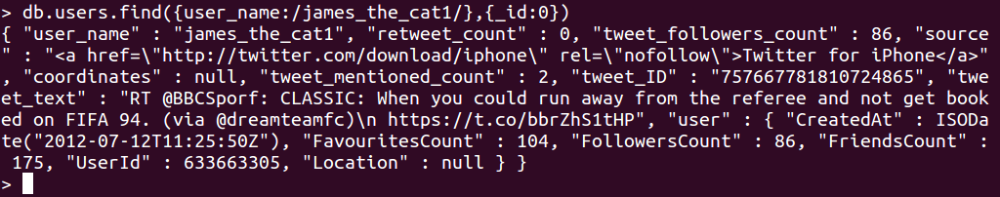 > db.users.find({user_name:/james_the_cat1/},{_id:0})
{ "user_name" : "james_the_cat1", "retweet_count" : 0, "tweet_followers_count" : 86, "source
" : "<a href=\"http://twitter.com/download/iphone\" rel=\"nofollow\">Twitter for iPhone</a>"
, "coordinates" : null, "tweet_mentioned_count" : 2, "tweet_ID" : "757667781810724865", "twe
et_text" : "RT @BBCSporf: CLASSIC: When you could run away from the referee and not get book
ed on FIFA 94. (via @dreamteamfc)\n https://t.co/bbrZhS1tHP", "user" : { "CreatedAt" : ISODa
te("2012-07-12T11:25:50Z"), "FavouritesCount" : 104, "FollowersCount" : 86, "FriendsCount" :
 175, "UserId" : 633663305, "Location" : null } }
>